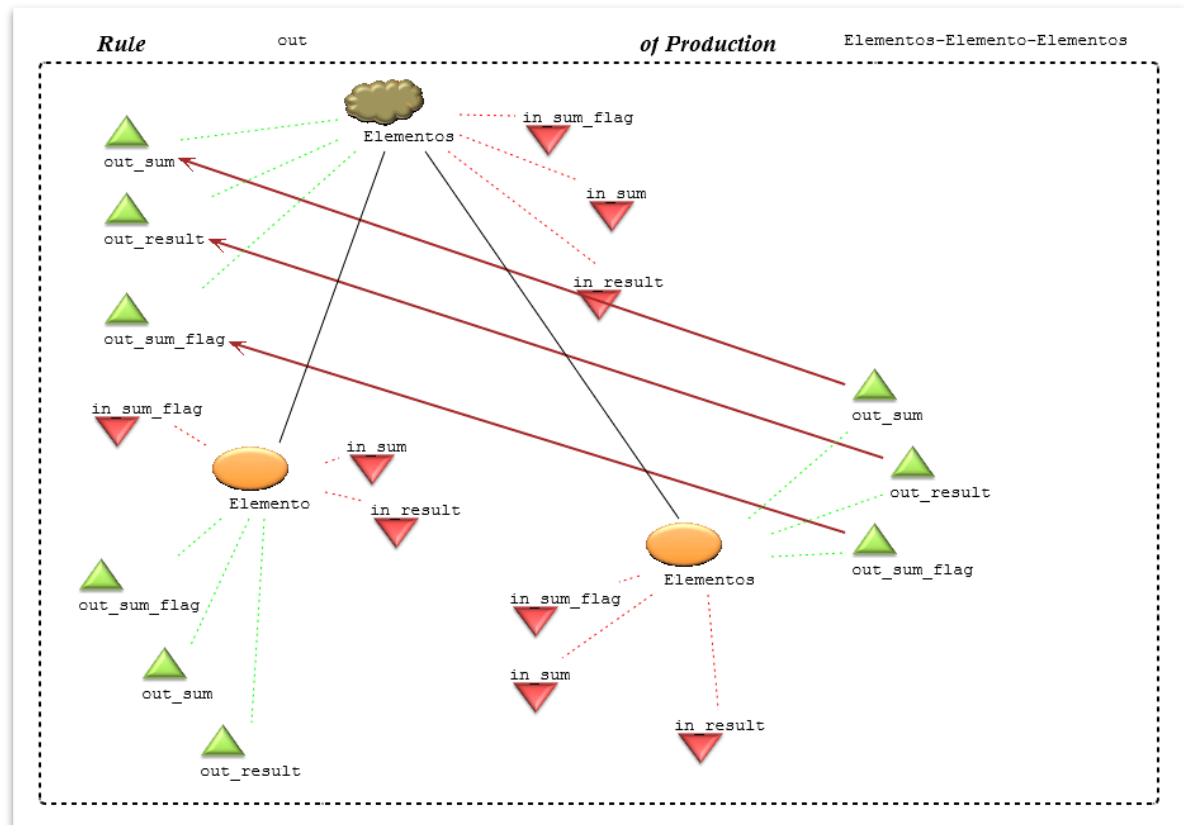 Rule out of Production Elementos-Elemento-Elementos
in_sum_flag
Elementos
out_sum
in_sum
out_result
in_result
out_sum_flag
in_sum_flag
out_sum
in_sum
out_result
Elemento
in_result
out_sum_flag
Elementos
in_sum_flag
out_sum_flag
in_sum
out_sum
in_result
out_result